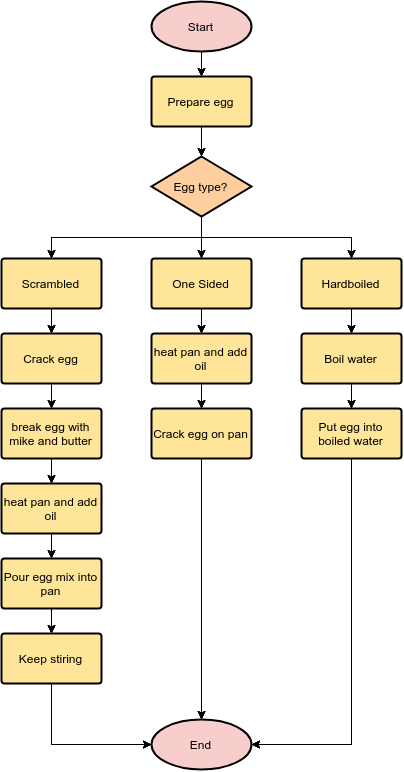 Start
Prepare egg
Egg type?
Scrambled
One Sided
Hardboiled
Crack egg
heat pan and add
oil
Boil water
break egg with
mike and butter
Crack egg on pan
Put egg into
boiled water
heat pan and add
oil
Pour egg mix into
pan
Keep stiring
End